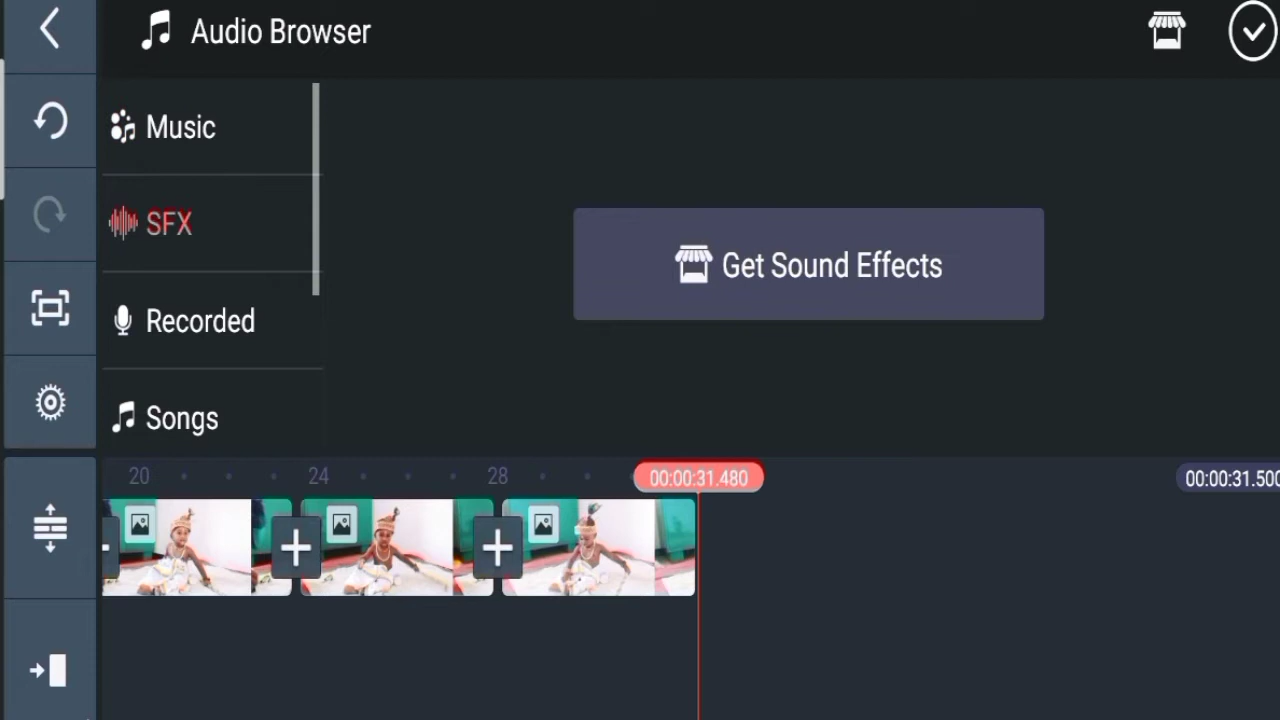 Audio Browser
Music
SFX
Recorded
Songs
Get Sound Effects
20
24
28
00:00:31.480
00:00:31.500